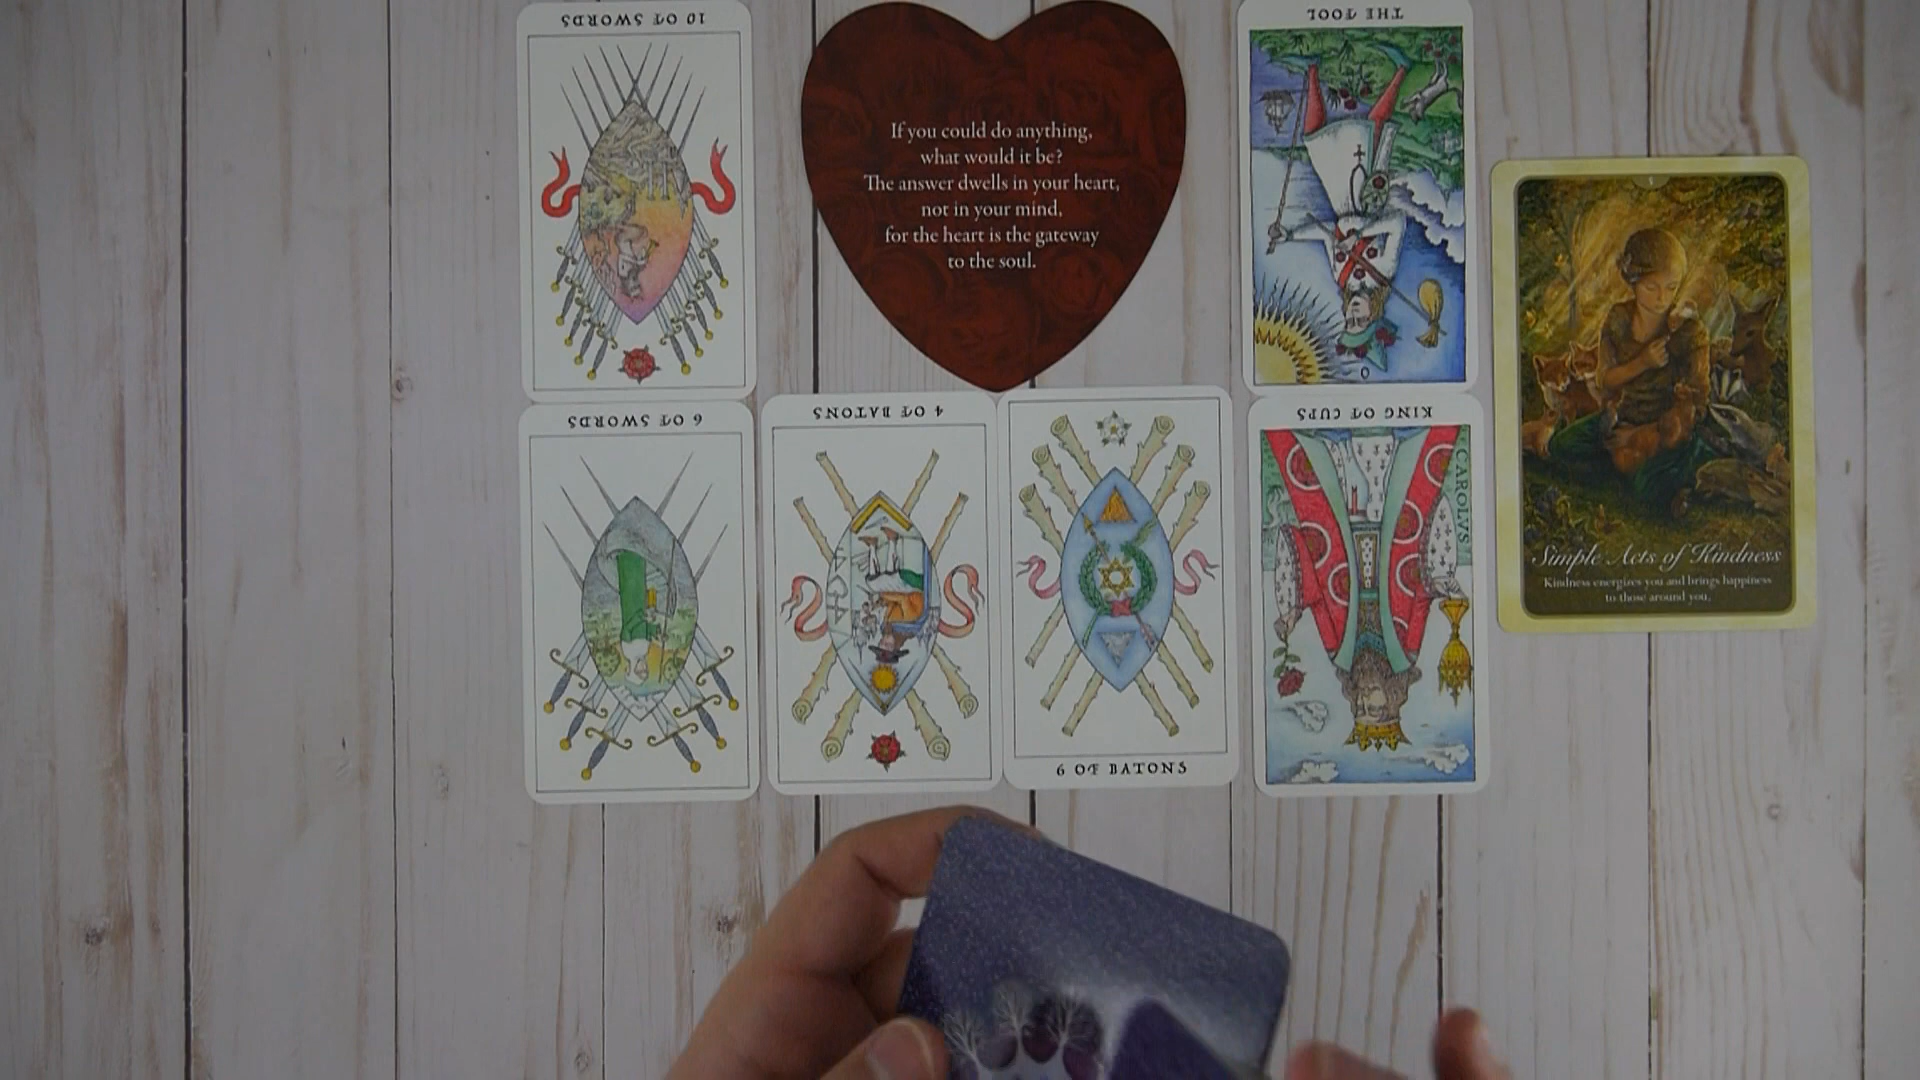 10 OF SWORDS
If you could do anything,
what would it be?
The answer dwells in your heart,
not in your mind,
for the heart is the gateway
to the soul.
THE FOOL
0
6 OF SWORDS
4 OF BATONS
6 OF BATONS
KING OF CUPS
CAROLVS
Simple Acts of Kindness
Kindness energizes you and brings happiness
to those around you.